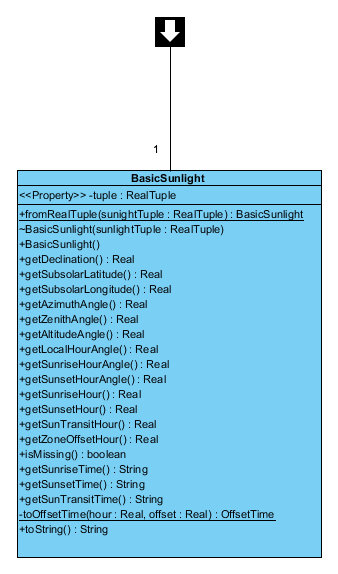 1
BasicSunlight
<<Property>> -tuple : RealTuple
+fromRealTuple(sunightTuple : RealTuple) : BasicSunlight
~BasicSunlight(sunlightTuple : RealTuple)
+BasicSunlight()
+getDeclination() : Real
+getSubsolarLatitude() : Real
+getSubsolarLongitude() : Real
+getAzimuthAngle() : Real
+getZenithAngle() : Real
+getAltitudeAngle() : Real
+getLocalHourAngle() : Real
+getSunriseHourAngle() : Real
+getSunsetHourAngle() : Real
+getSunriseHour() : Real
+getSunsetHour() : Real
+getSunTransitHour() : Real
+getZoneOffsetHour() : Real
+isMissing() : boolean
+getSunriseTime() : String
+getSunsetTime() : String
+getSunTransitTime() : String
-toOffsetTime(hour : Real, offset : Real) : OffsetTime
+toString() : String